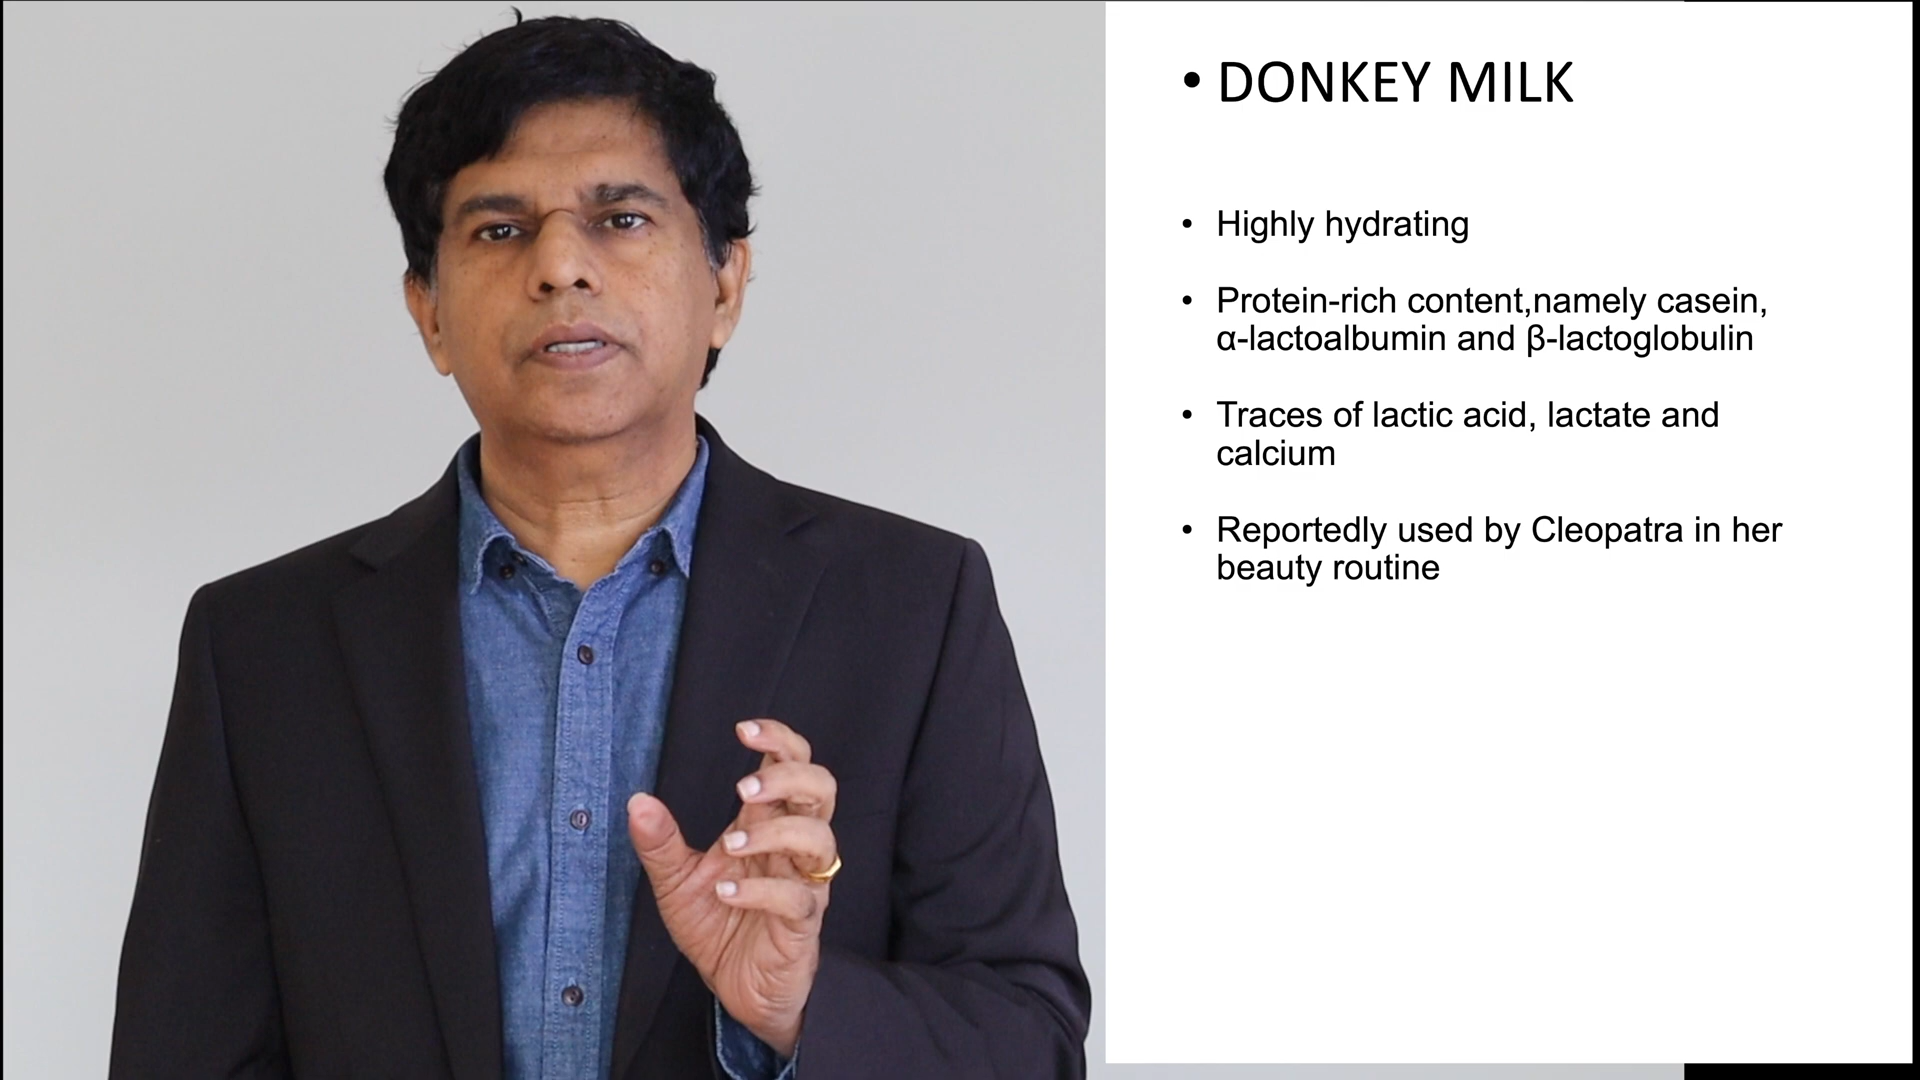 • DONKEY MILK
• Highly hydrating
• Protein-rich content,namely casein,
α-lactoalbumin and β-lactoglobulin
• Traces of lactic acid, lactate and
calcium
• Reportedly used by Cleopatra in her
beauty routine